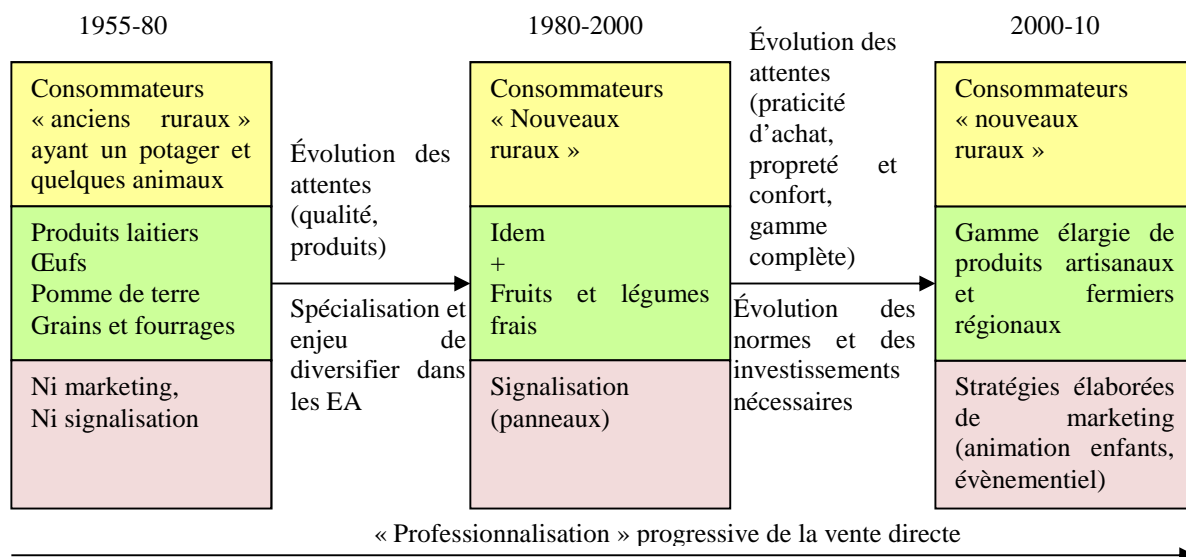 1955-80
Consommateurs
« anciens ruraux »
ayant un potager et
quelques animaux
Produits laitiers
Œufs
Pomme de terre
Grains et fourrages
Ni marketing,
Ni signalisation
Évolution des
attentes
(qualité,
produits)
Spécialisation et
enjeu de
diversifier dans
les EA
1980-2000
Consommateurs
« Nouveaux
ruraux »
Idem
+
Fruits et légumes
frais
Signalisation
(panneaux)
Évolution des
attentes
(praticité
d'achat,
propreté et
confort,
gamme
complète)
Évolution des
normes et des
investissements
nécessaires
2000-10
Consommateurs
« nouveaux
ruraux »
Gamme élargie de
produits artisanaux
et fermiers
régionaux
Stratégies élaborées
de marketing
(animation enfants,
évènementiel)
« Professionnalisation » progressive de la vente directe